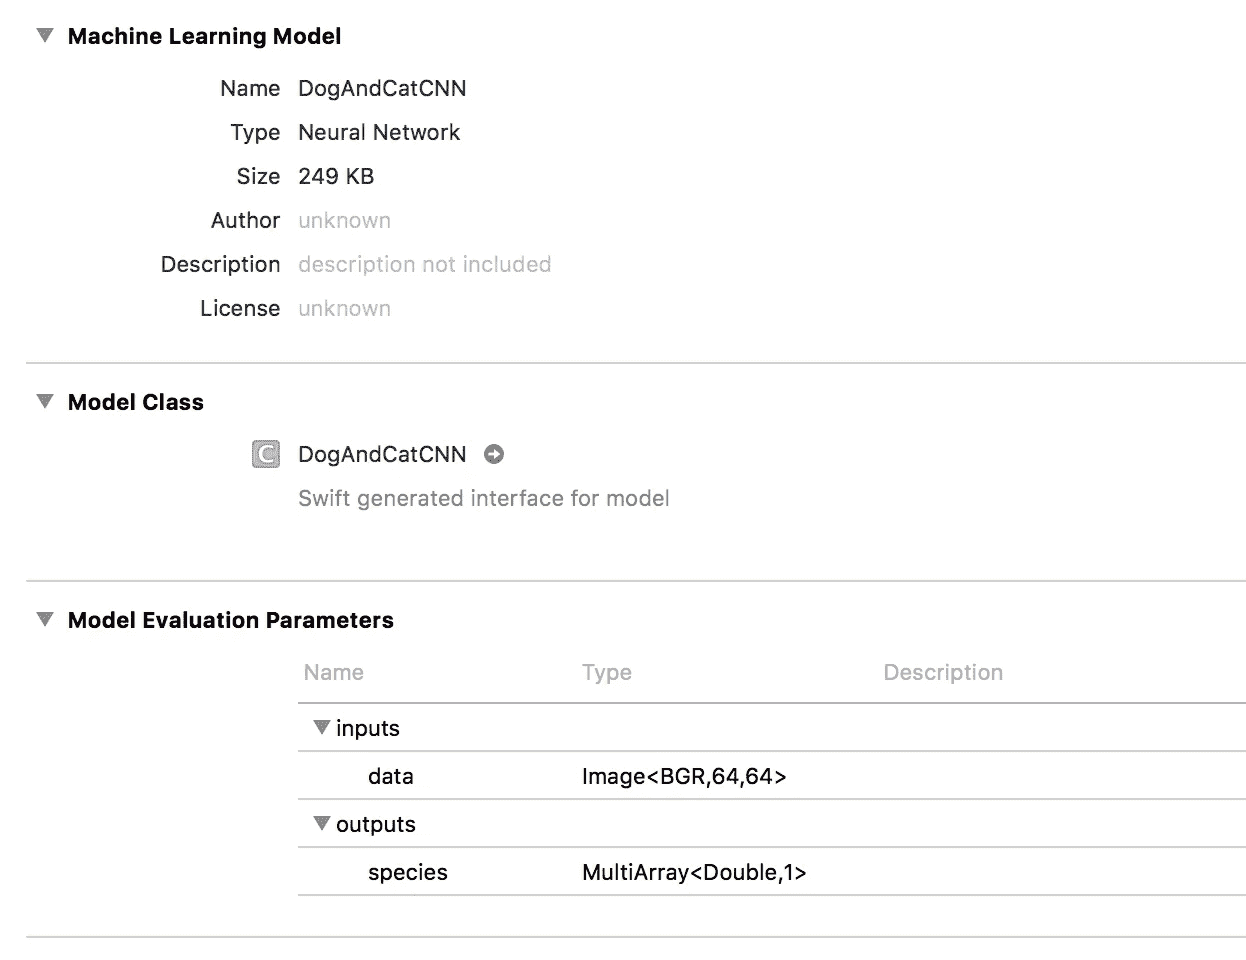 Machine Learning Model
Name DogAndCatCNN
Type Neural Network
Size 249 KB
Author unknown
Description description not included
License unknown
Model Class
C DogAndCatCNN
Swift generated interface for model
Model Evaluation Parameters
Name Type Description
inputs
data Image<BGR,64,64>
outputs
species MultiArray<Double,1>